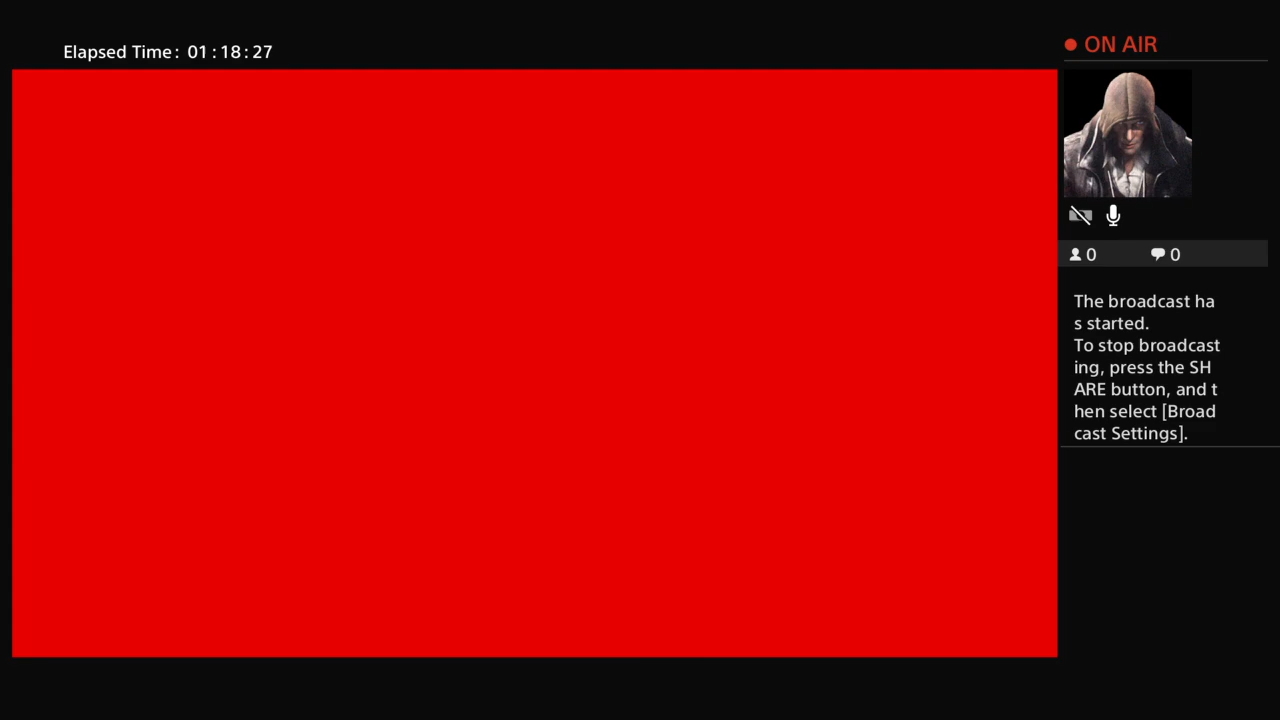 Elapsed Time: 01:18:27
ON AIR
0 0
The broadcast ha
s started.
To stop broadcast
ing, press the SH
ARE button, and t
hen select [Broad
cast Settings].